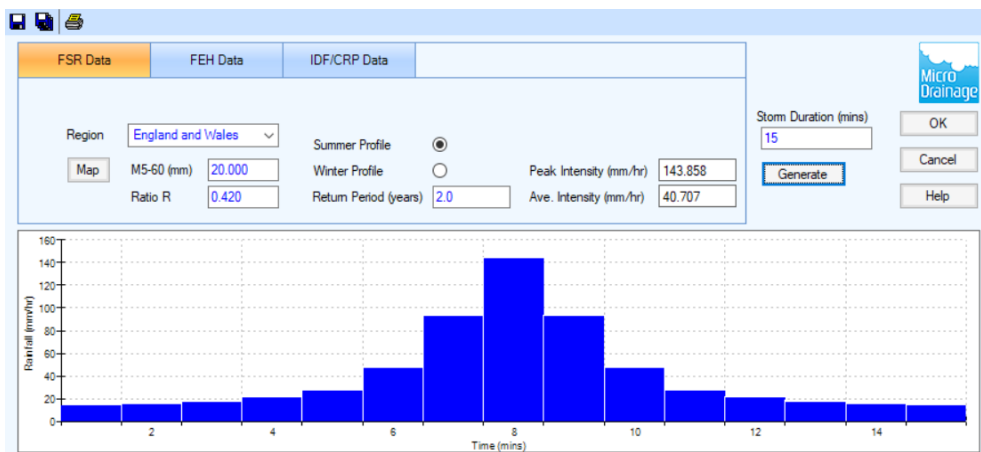 FSR Data
FEH Data
IDF/CRP Data
Micro
Drainage
Region
England and Wales
Map
M5-60 (mm)
20.000
Ratio R
0.420
Summer Profile
Winter Profile
Return Period (years)
2.0
Peak Intensity (mm/hr)
143.858
Ave. Intensity (mm/hr)
40.707
Storm Duration (mins)
15
Generate
OK
Cancel
Help
Rainfall (mm/hr)
160
140
120
100
80
60
40
20
0
2
4
6
8
10
12
14
Time (mins)